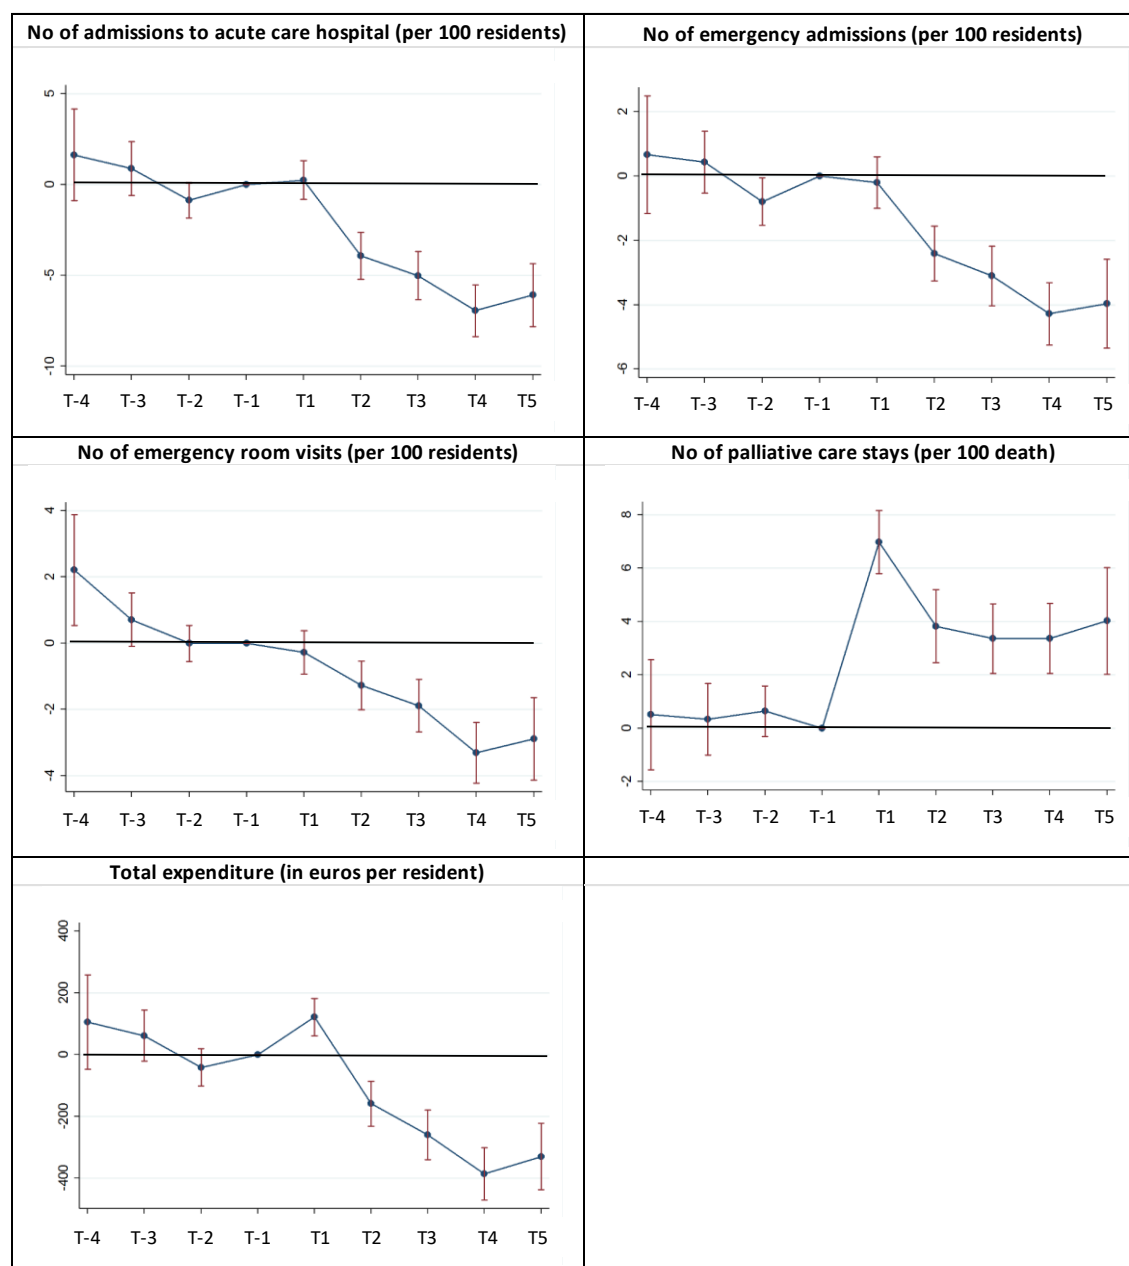 No of admissions to acute care hospital (per 100 residents)
5
0
-5
-10
T-4 T-3 T-2 T-1 T1 T2 T3 T4 T5
No of emergency admissions (per 100 residents)
2
0
-2
-4
-6
T-4 T-3 T-2 T-1 T1 T2 T3 T4 T5
No of emergency room visits (per 100 residents)
4
2
0
-2
-4
T-4 T-3 T-2 T-1 T1 T2 T3 T4 T5
No of palliative care stays (per 100 death)
8
6
4
2
0
-2
T-4 T-3 T-2 T-1 T1 T2 T3 T4 T5
Total expenditure (in euros per resident)
400
200
0
-200
-400
T-4 T-3 T-2 T-1 T1 T2 T3 T4 T5